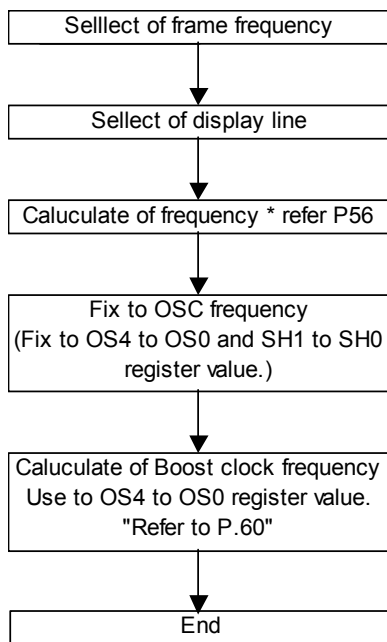 Selllect of frame frequency
Sellect of display line
Caluculate of frequency * refer P56
Fix to OSC frequency
(Fix to OS4 to OS0 and SH1 to SH0
register value.)
Caluculate of Boost clock frequency
Use to OS4 to OS0 register value.
"Refer to P.60"
End